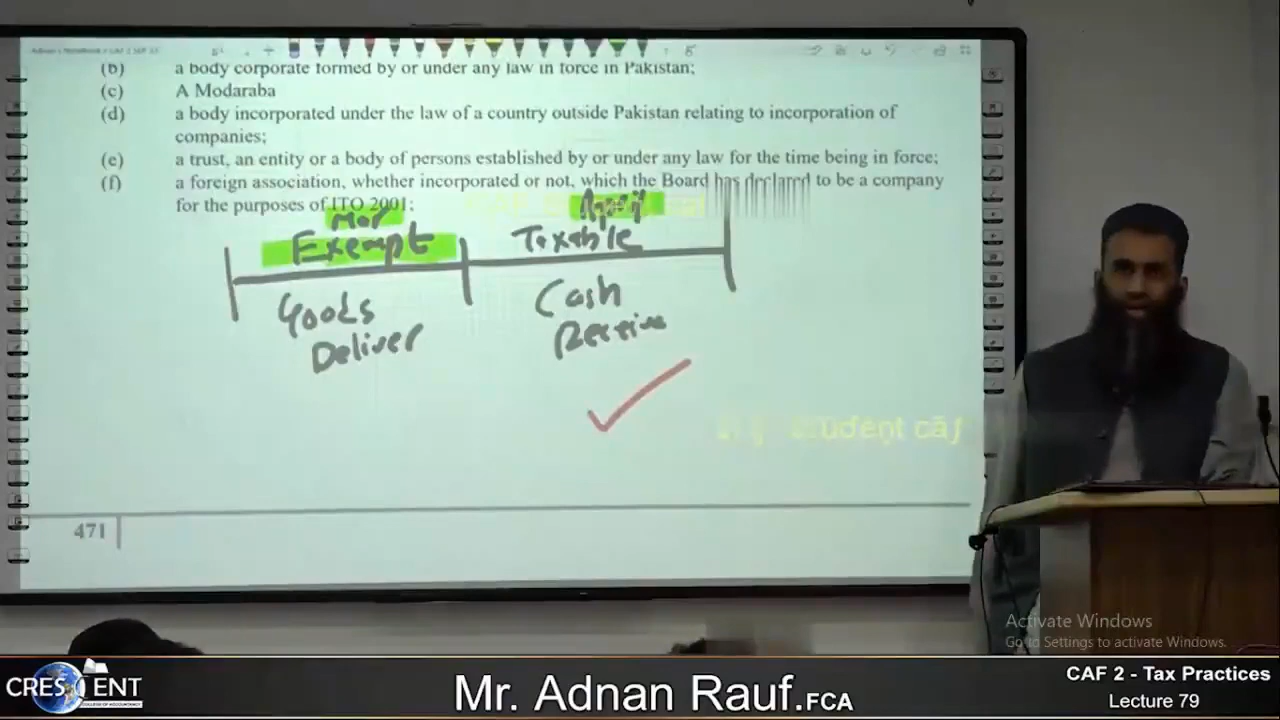 (b) a body corporate formed by or under any law in force in Pakistan;
(c) A Modaraba
(d) a body incorporated under the law of a country outside Pakistan relating to incorporation of
companies;
(e) a trust, an entity or a body of persons established by or under any law for the time being in force;
(f) a foreign association, whether incorporated or not, which the Board has declared to be a company
for the purposes of ITO 2001;
Mar
Exempt Taxable
Goods Cash
Deliver Receive
471
Activate Windows
Go to Settings to activate Windows.
CRESCENT
Mr. Adnan Rauf.FCA
CAF 2 - Tax Practices
Lecture 79